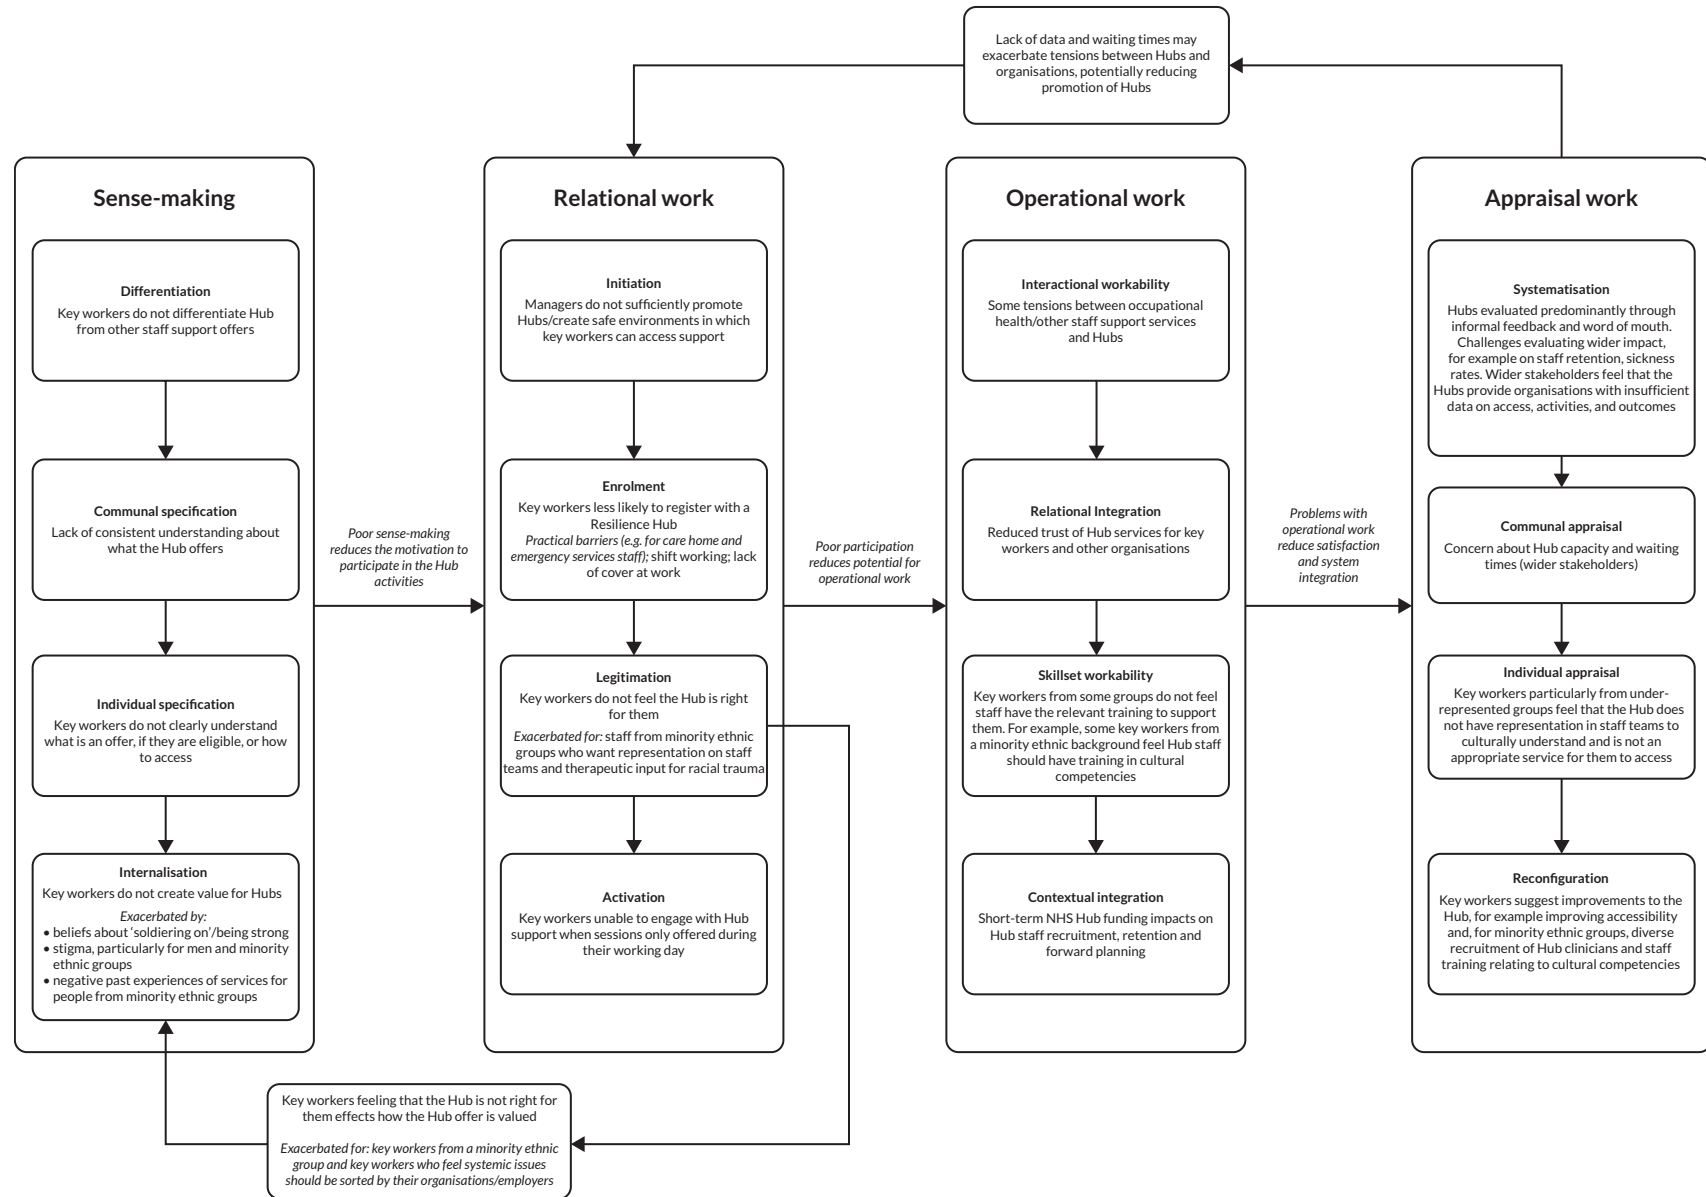 Lack of data and waiting times may
exacerbate tensions between Hubs and
organisations, potentially reducing
promotion of Hubs
Sense-making
Differentiation
Key workers do not differentiate Hub
from other staff support offers
Communal specification
Lack of consistent understanding about
what the Hub offers
Individual specification
Key workers do not clearly understand
what is an offer, if they are eligible, or how
to access
Internalisation
Key workers do not create value for Hubs
Exacerbated by:
• beliefs about ‘soldiering on’/being strong
• stigma, particularly for men and minority
ethnic groups
• negative past experiences of services for
people from minority ethnic groups
Poor sense-making
reduces the motivation to
participate in the Hub
activities
Relational work
Initiation
Managers do not sufficiently promote
Hubs/create safe environments in which
key workers can access support
Enrolment
Key workers less likely to register with a
Resilience Hub
Practical barriers (e.g. for care home and
emergency services staff); shift working; lack
of cover at work
Legitimation
Key workers do not feel the Hub is right
for them
Exacerbated for: staff from minority ethnic
groups who want representation on staff
teams and therapeutic input for racial trauma
Activation
Key workers unable to engage with Hub
support when sessions only offered during
their working day
Poor participation
reduces potential for
operational work
Operational work
Interactional workability
Some tensions between occupational
health/other staff support services
and Hubs
Relational Integration
Reduced trust of Hub services for key
workers and other organisations
Skillset workability
Key workers from some groups do not feel
staff have the relevant training to support
them. For example, some key workers from
a minority ethnic background feel Hub staff
should have training in cultural
competencies
Contextual integration
Short-term NHS Hub funding impacts on
Hub staff recruitment, retention and
forward planning
Problems with
operational work
reduce satisfaction
and system
integration
Appraisal work
Systematisation
Hubs evaluated predominantly through
informal feedback and word of mouth.
Challenges evaluating wider impact,
for example on staff retention, sickness
rates. Wider stakeholders feel that the
Hubs provide organisations with insufficient
data on access, activities, and outcomes
Communal appraisal
Concern about Hub capacity and waiting
times (wider stakeholders)
Individual appraisal
Key workers particularly from under-
represented groups feel that the Hub does
not have representation in staff teams to
culturally understand and is not an
appropriate service for them to access
Reconfiguration
Key workers suggest improvements to the
Hub, for example improving accessibility
and, for minority ethnic groups, diverse
recruitment of Hub clinicians and staff
training relating to cultural competencies
Key workers feeling that the Hub is not right for
them effects how the Hub offer is valued
Exacerbated for: key workers from a minority ethnic
group and key workers who feel systemic issues
should be sorted by their organisations/employers